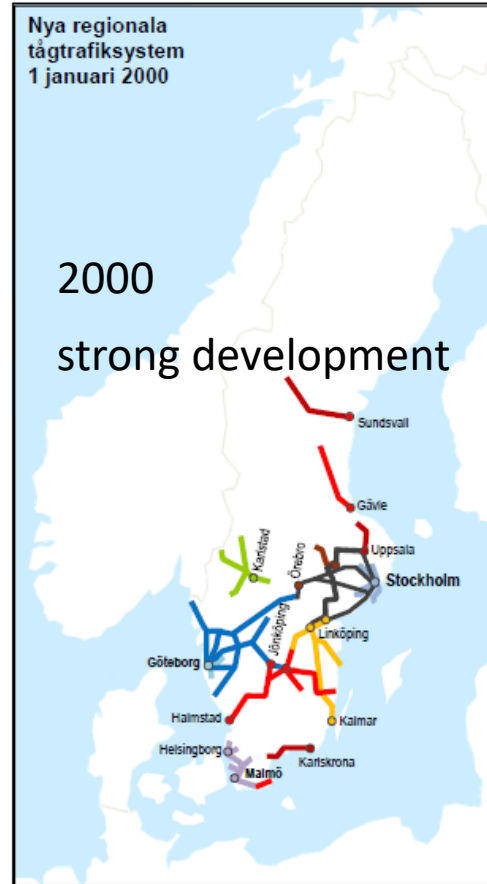 Nya regionala
tågtrafiksystem
1 januari 2000
2000
strong development
Sundsvall
Gävle
Karlstad
Örebro
Uppsala
Stockholm
Linköping
Jönköping
Göteborg
Halmstad
Kalmar
Helsingborg
Karlskrona
Malmö